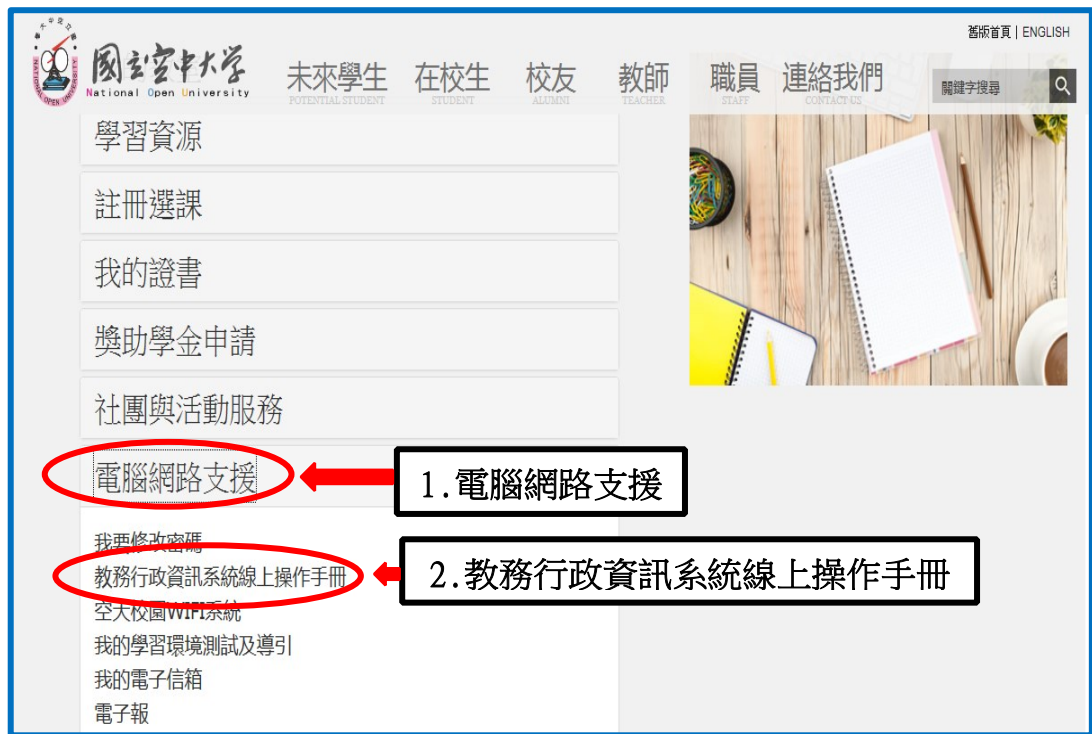 舊版首頁 | ENGLISH
國立空中大学
National Open University
未來學生 在校生 校友 教師 職員 連絡我們
POTENTIAL STUDENT STUDENT ALUMNI TEACHER STAFF CONTACT US
關鍵字搜尋
學習資源
註冊選課
我的證書
獎助學金申請
社團與活動服務
電腦網路支援
1.電腦網路支援
我要修改密碼
教務行政資訊系統線上操作手冊
2.教務行政資訊系統線上操作手冊
空大校園WIFI系統
我的學習環境測試及導引
我的電子信箱
電子報